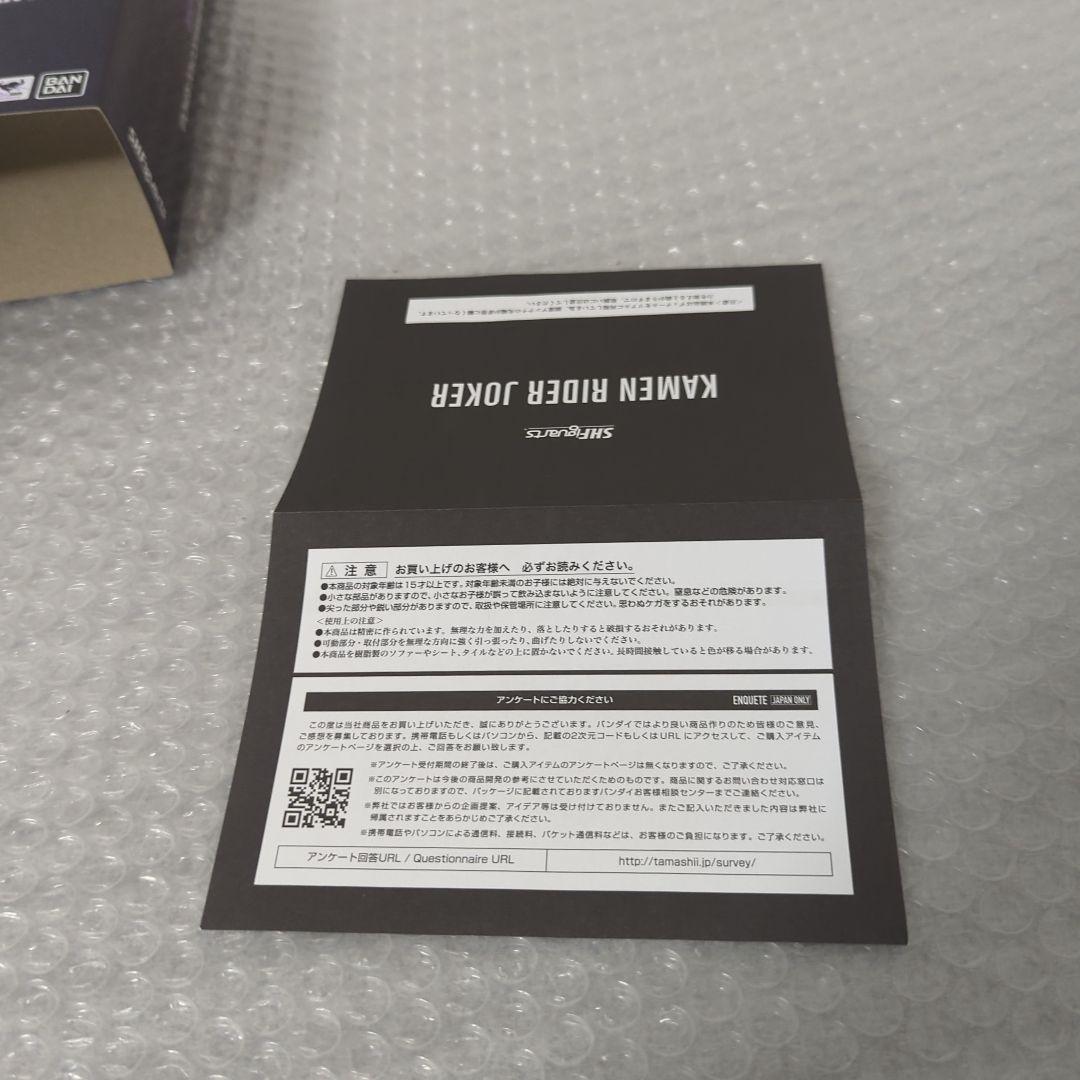 BAN
DAI
S.H.Figuarts
KAMEN RIDER JOKER
S.H.Figuarts
⚠ 注 意 お買い上げのお客様へ 必ずお読みください。
●本商品の対象年齢は15才以上です。対象年齢未満のお子様には絶対に与えないでください。
●小さな部品がありますので、小さなお子様が誤って飲み込まないように注意してください。窒息などの危険があります。
●尖った部分や鋭い部分がありますので、取扱や保管場所に注意してください。思わぬケガをするおそれがあります。
＜使用上の注意＞
●本商品は精密に作られています。無理な力を加えたり、落としたりすると破損するおそれがあります。
●可動部分・取付部分を無理な方向に強く引っ張ったり、曲げたりしないでください。
●本商品を樹脂製のソファーやシート、タイルなどの上に置かないでください。長時間接触していると色が移る場合があります。
アンケートにご協力ください ENQUETE JAPAN ONLY
この度は当社商品をお買い上げいただき、誠にありがとうございます。バンダイではより良い商品作りのため皆様のご意見、
ご感想を募集しております。携帯電話もしくはパソコンから、記載の2次元コードもしくはURLにアクセスして、ご購入アイテム
のアンケートページを選択の上、ご回答をお願い致します。
※アンケート受付期間の終了後は、ご購入アイテムのアンケートページは無くなりますので、ご了承ください。
※このアンケートは今後の商品開発の参考にさせていただくためのものです。商品に関するお問い合わせ対応窓口は
別になっておりますので、パッケージに記載されておりますバンダイお客様相談センターまでご連絡ください。
※弊社ではお客様からの企画提案、アイデア等は受け付けておりません。またご記入いただきました内容は弊社に
帰属されますことをあらかじめご了承ください。
※携帯電話やパソコンによる通信料、接続料、パケット通信料などは、お客様のご負担になります。ご了承ください。
アンケート回答URL / Questionnaire URL http://tamashii.jp/survey/